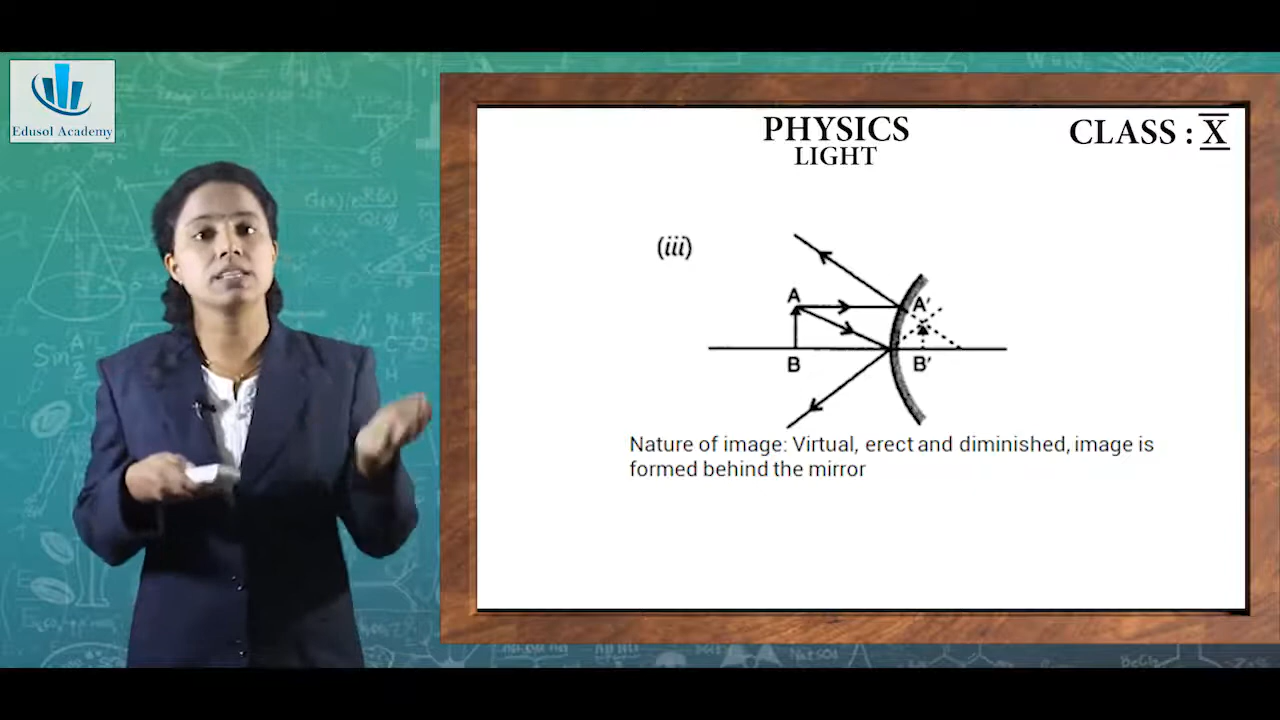 Edusol Academy
PHYSICS
LIGHT
CLASS : X
(iii)
A
A′
B
B′
Nature of image: Virtual, erect and diminished, image is
formed behind the mirror